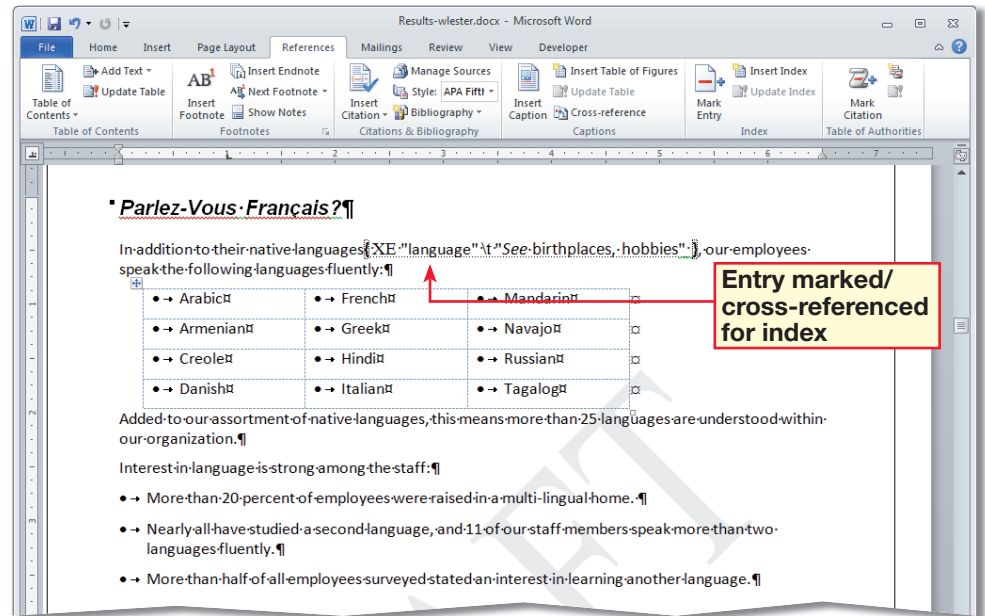 Results-wlester.docx - Microsoft Word
File Home Insert Page Layout References Mailings Review View Developer
Table of Contents
Add Text
Update Table
Table of Contents
AB1
Insert Footnote
Insert Endnote
AB1 Next Footnote
Show Notes
Footnotes
Insert Citation
Manage Sources
Style: APA Fifth
Bibliography
Citations & Bibliography
Insert Caption
Insert Table of Figures
Update Table
Cross-reference
Captions
Mark Entry
Insert Index
Update Index
Index
Mark Citation
Table of Authorities
1 2 3 4 5 6 7
Parlez-Vous·Français?¶
In·addition·to·their·native·languages{·XE·"language"·\t·"See·birthplaces,·hobbies"·},·our·employees·
speak·the·following·languages·fluently:¶
Entry marked/
cross-referenced
for index
●→ Arabic¤ ●→ French¤ ●→ Mandarin¤ ¤
●→ Armenian¤ ●→ Greek¤ ●→ Navajo¤ ¤
●→ Creole¤ ●→ Hindi¤ ●→ Russian¤ ¤
●→ Danish¤ ●→ Italian¤ ●→ Tagalog¤ ¤
Added·to·our·assortment·of·native·languages,·this·means·more·than·25·languages·are·understood·within·
our·organization.¶
Interest·in·language·is·strong·among·the·staff:¶
●→ More·than·20·percent·of·employees·were·raised·in·a·multi-lingual·home.·¶
●→ Nearly·all·have·studied·a·second·language,·and·11·of·our·staff·members·speak·more·than·two·
languages·fluently.¶
●→ More·than·half·of·all·employees·surveyed·stated·an·interest·in·learning·another·language.¶